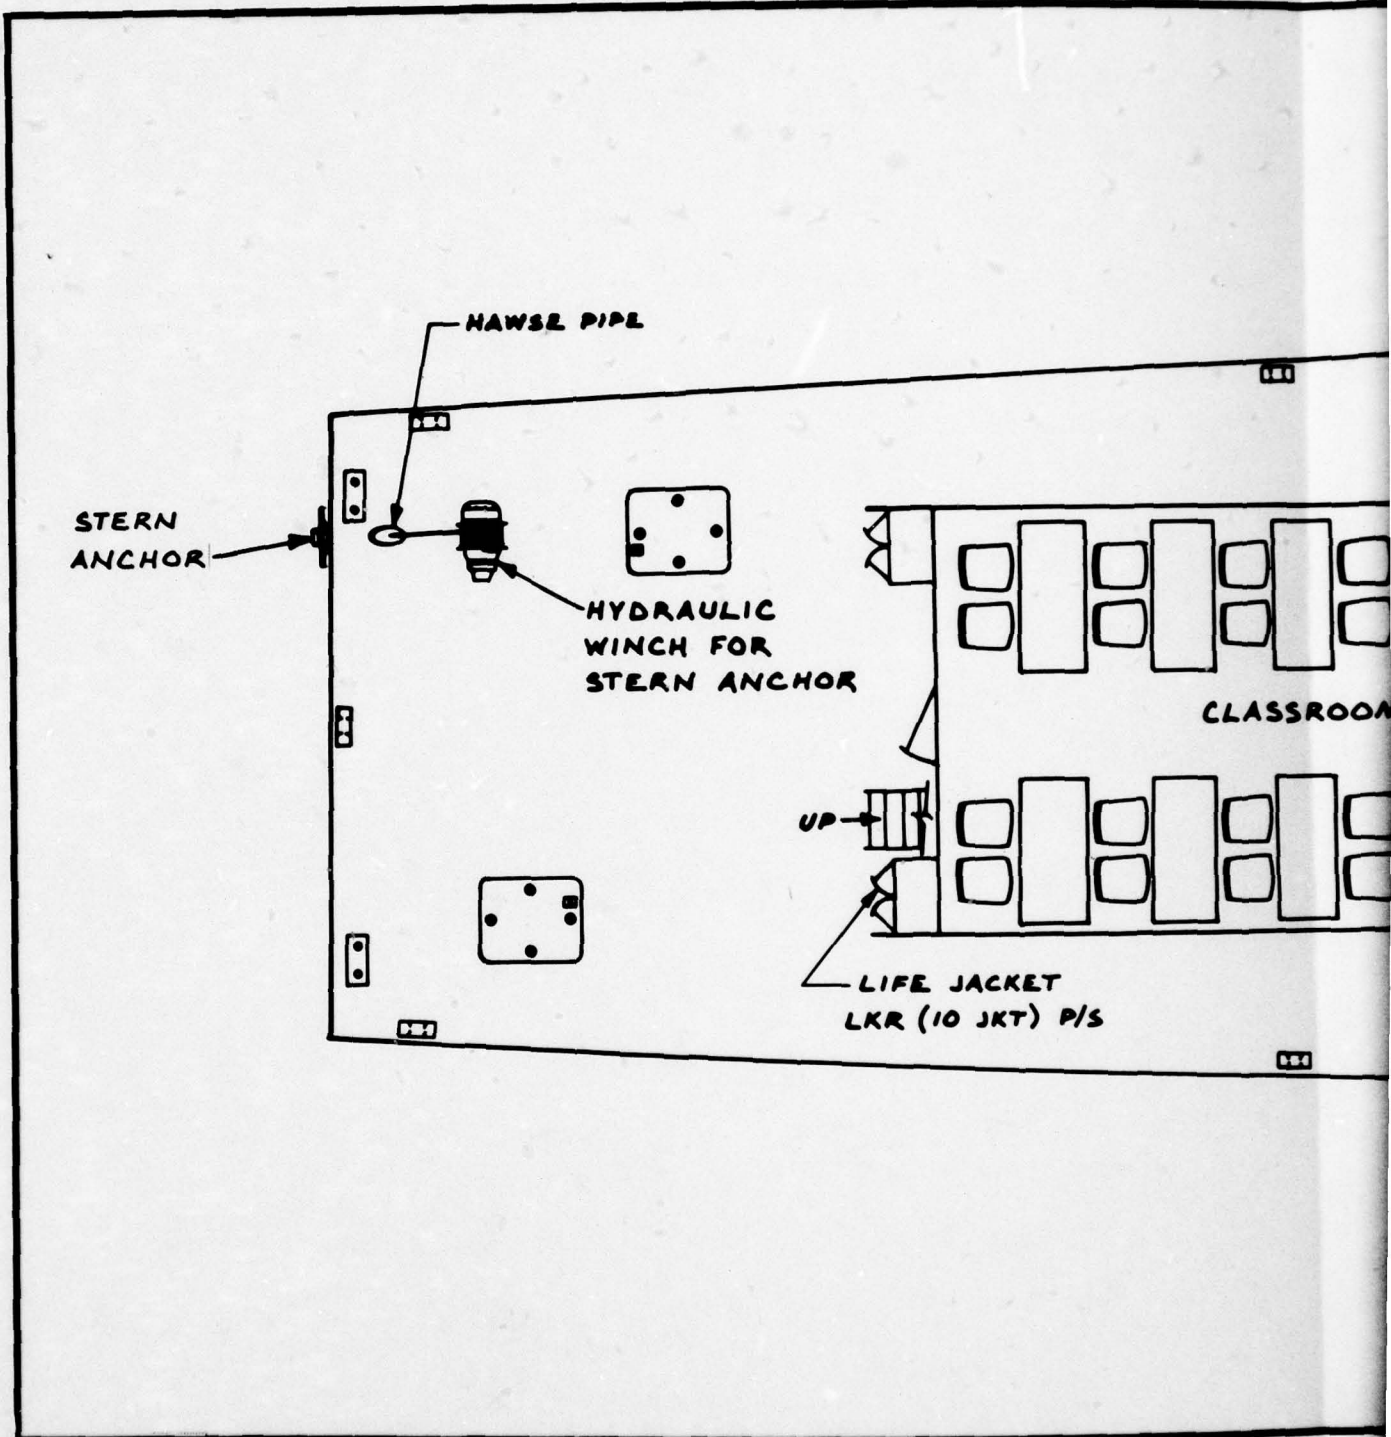 HAWSE PIPE
STERN
ANCHOR
HYDRAULIC
WINCH FOR
STERN ANCHOR
CLASSROOM
UP
LIFE JACKET
LKR (10 JKT) P/S